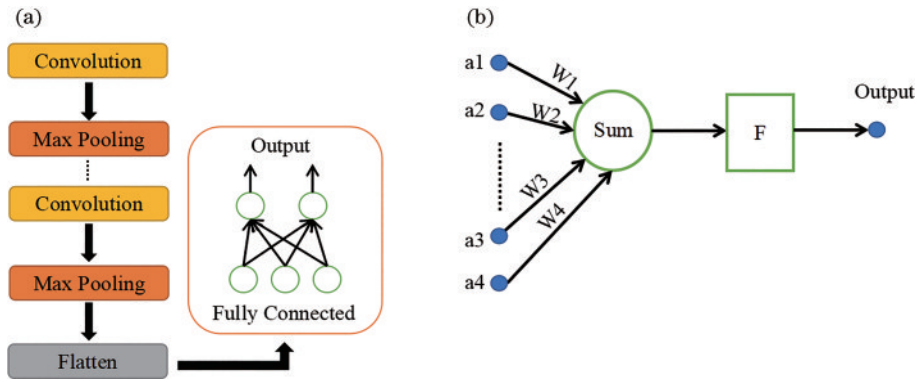 (a)
Convolution
Max Pooling
Convolution
Max Pooling
Flatten
Output
Fully Connected
(b)
a1
a2
a3
a4
W1
W2
W3
W4
Sum
F
Output